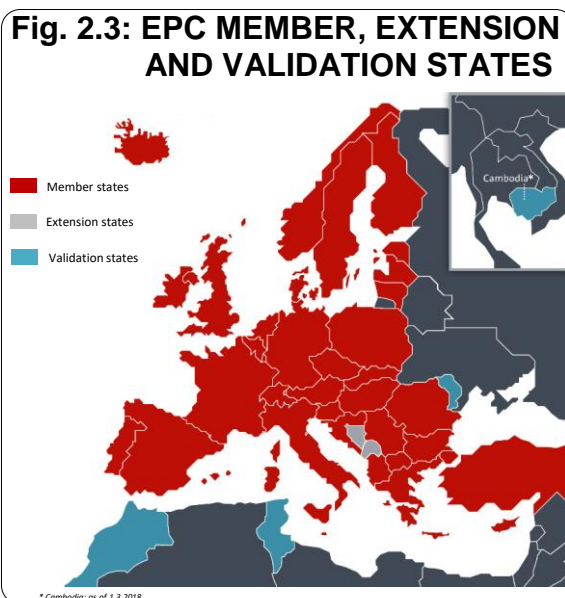 Fig. 2.3: EPC MEMBER, EXTENSION
AND VALIDATION STATES
Cambodia*
Member states
Extension states
Validation states
* Cambodia: as of 1.3.2018